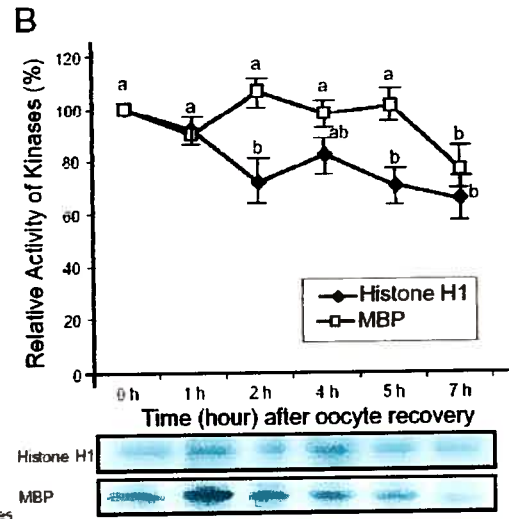 B
Relative Activity of Kinases (%)
120
100
80
60
40
20
0
a
a
a
a
a
b
b
ab
b
b
Histone H1
MBP
0 h 1 h 2 h 4 h 5 h 7 h
Time (hour) after oocyte recovery
Histone H1
MBP